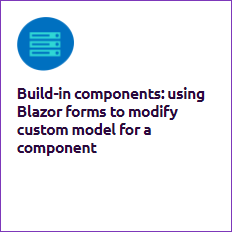 Build-in components: using
Blazor forms to modify
custom model for a
component